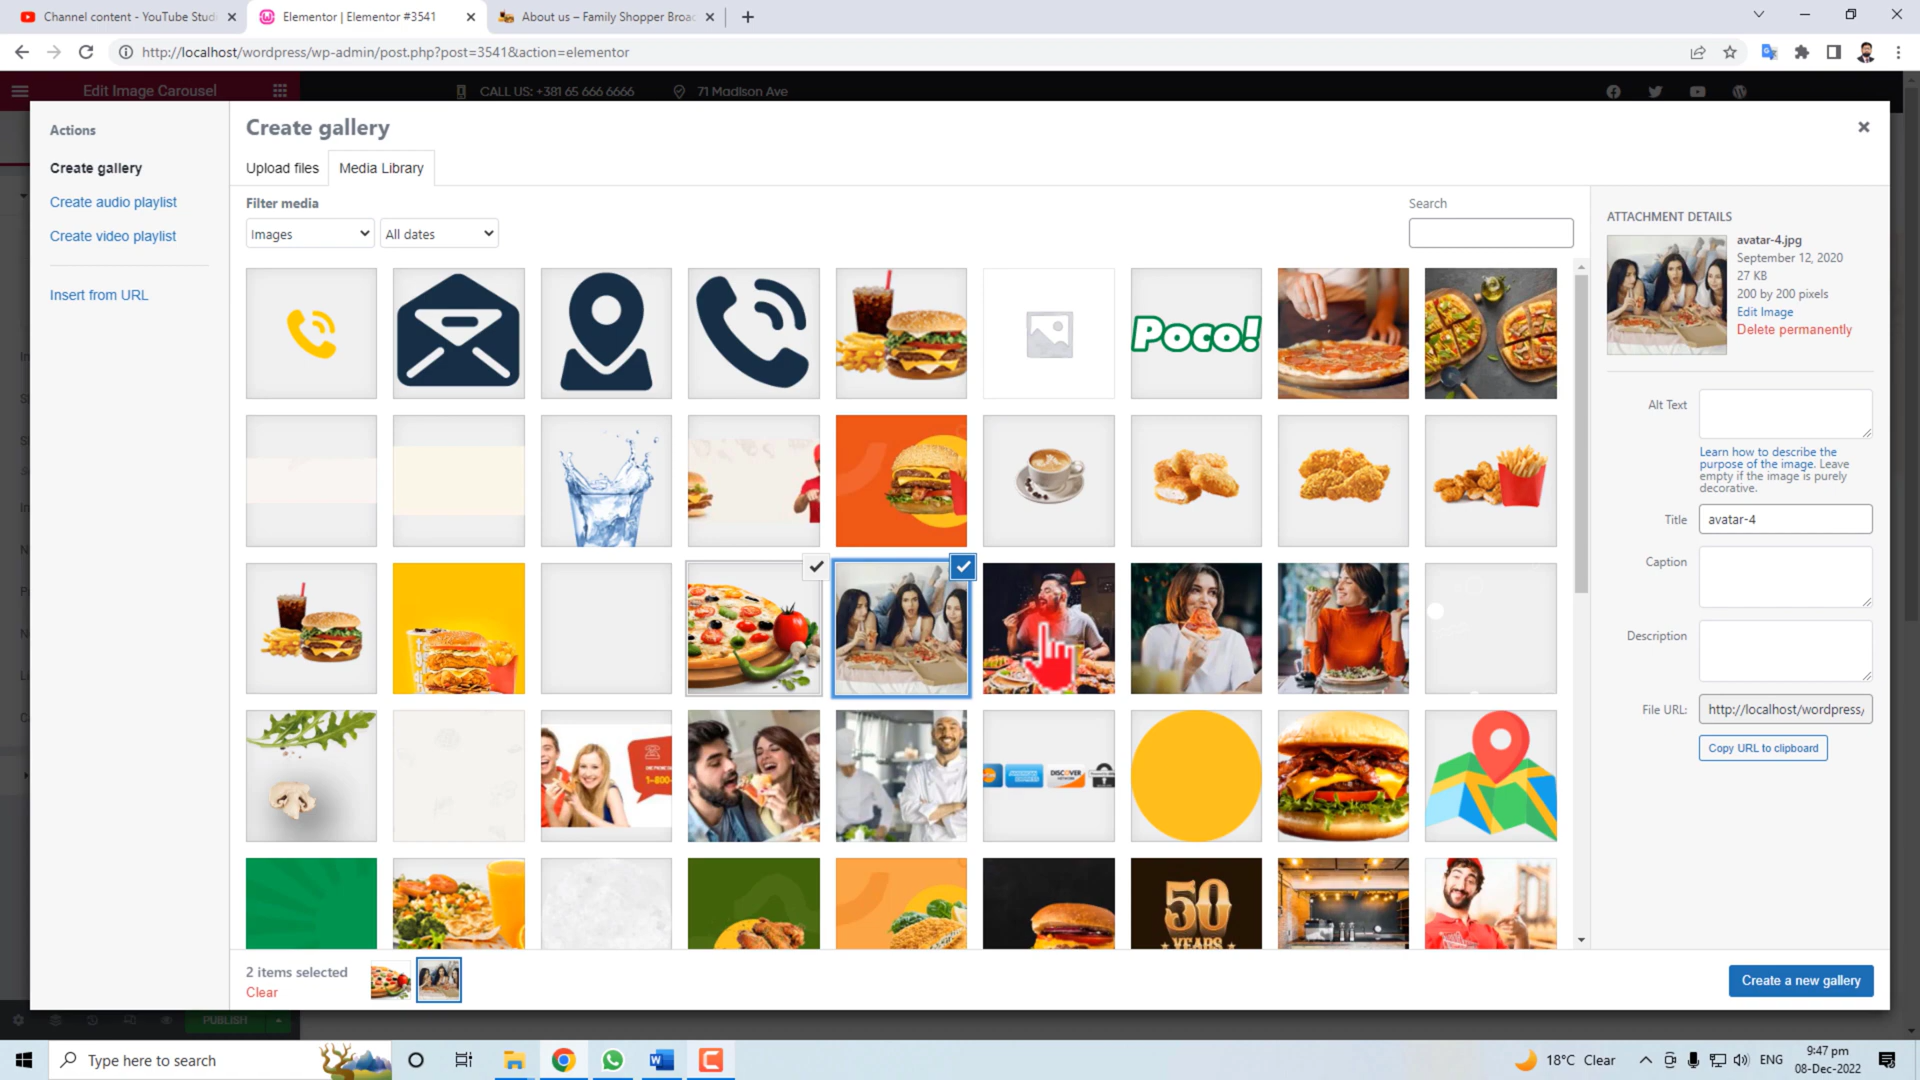 Channel content - YouTube Studi
Elementor | Elementor #3541
About us – Family Shopper Broad
http://localhost/wordpress/wp-admin/post.php?post=3541&action=elementor
Edit Image Carousel
CALL US: +381 65 666 6666
71 Madison Ave
Actions
Create gallery
Create audio playlist
Create video playlist
Insert from URL
Create gallery
Upload files
Media Library
Filter media
Images
All dates
Search
Poco!
DISCOVER
1-800-
50
YEARS
ATTACHMENT DETAILS
avatar-4.jpg
September 12, 2020
27 KB
200 by 200 pixels
Edit Image
Delete permanently
Alt Text
Learn how to describe the
purpose of the image. Leave
empty if the image is purely
decorative.
Title
avatar-4
Caption
Description
File URL:
http://localhost/wordpress/
Copy URL to clipboard
2 items selected
Clear
Create a new gallery
PUBLISH
Type here to search
18°C Clear
ENG
9:47 pm
08-Dec-2022